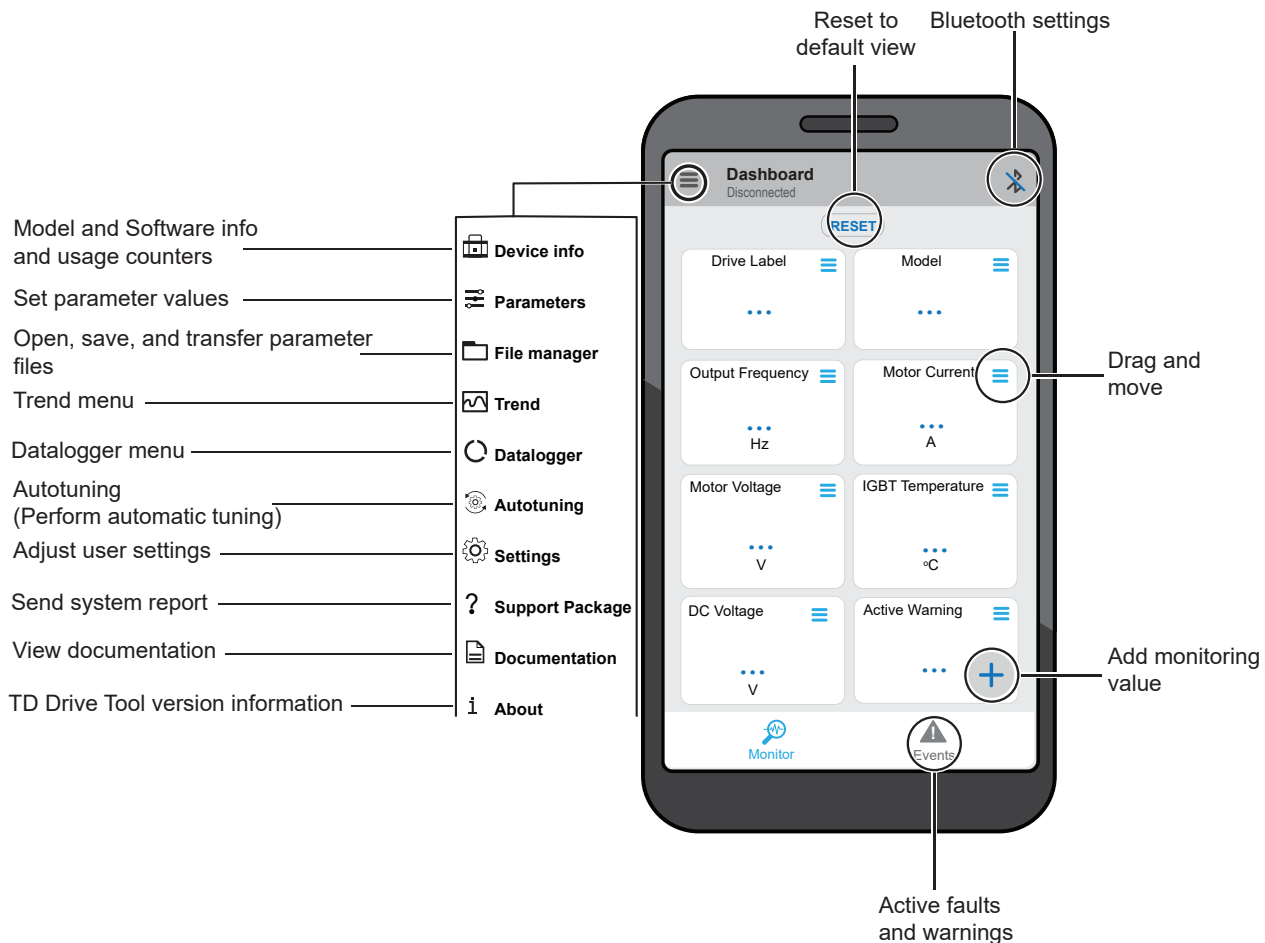 Reset to
default view
Bluetooth settings
Dashboard
Disconnected
RESET
Model and Software info
and usage counters
Device info
Set parameter values
Parameters
Open, save, and transfer parameter
files
File manager
Trend menu
Trend
Datalogger menu
Datalogger
Autotuning
(Perform automatic tuning)
Autotuning
Adjust user settings
Settings
Send system report
? Support Package
View documentation
Documentation
TD Drive Tool version information
i About
Drive Label
...
Model
...
Output Frequency
...
Hz
Motor Current
...
A
Drag and
move
Motor Voltage
...
V
IGBT Temperature
...
°C
DC Voltage
...
V
Active Warning
...
+
Add monitoring
value
Monitor
Events
Active faults
and warnings